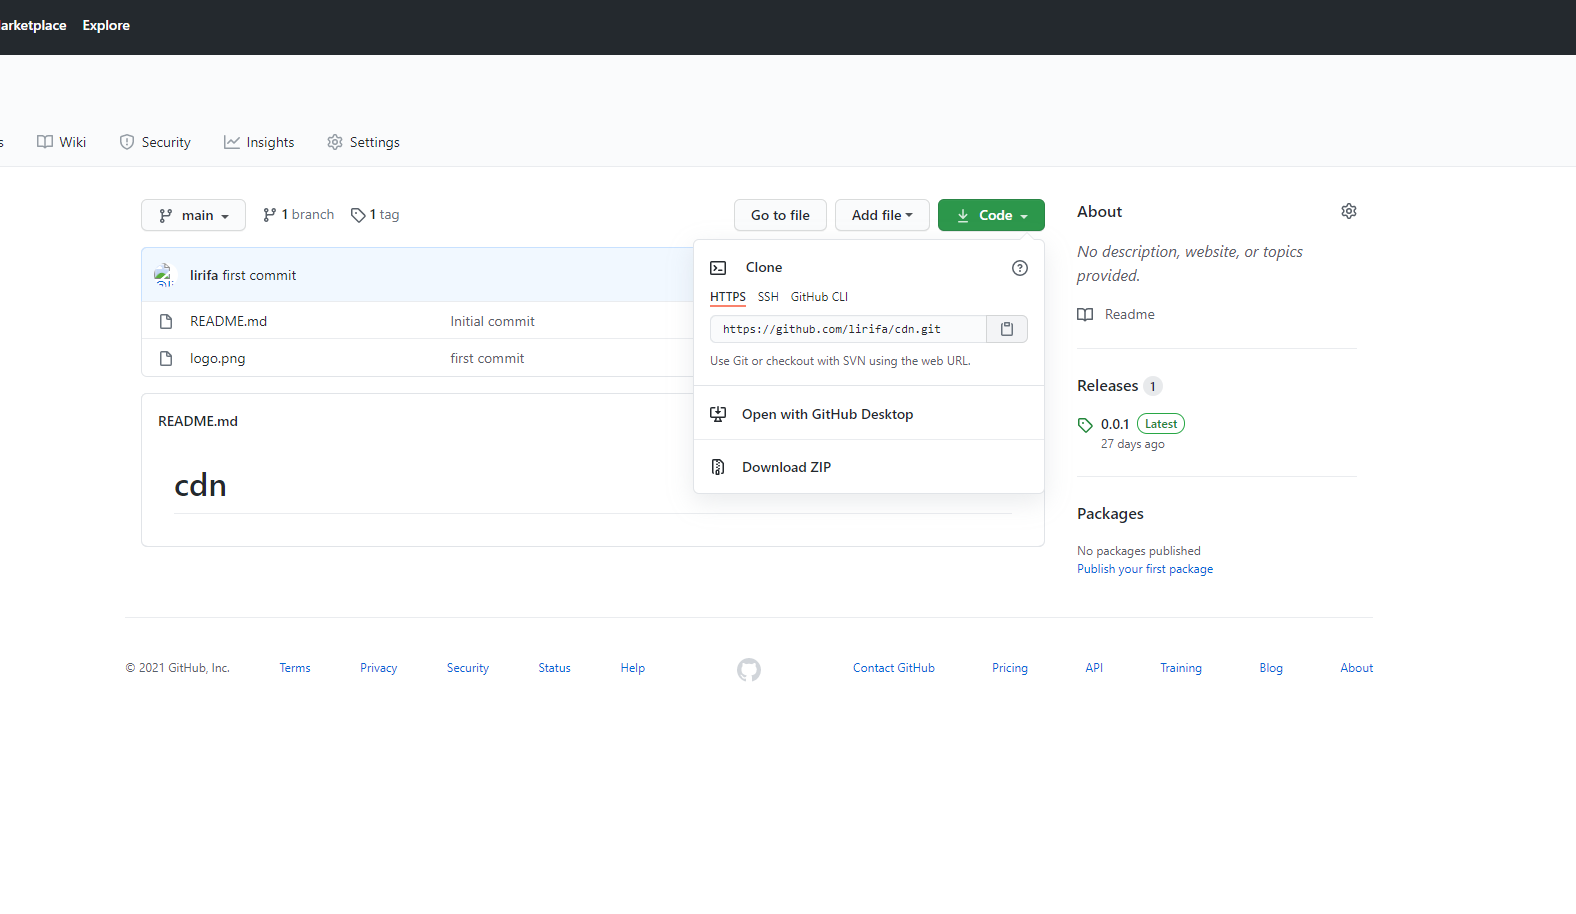 arketplace Explore
s Wiki Security Insights Settings
main 1 branch 1 tag Go to file Add file Code
lirifa first commit
README.md Initial commit
logo.png first commit
Clone
HTTPS SSH GitHub CLI
https://github.com/lirifa/cdn.git
Use Git or checkout with SVN using the web URL.
Open with GitHub Desktop
Download ZIP
README.md
cdn
About
No description, website, or topics
provided.
Readme
Releases 1
0.0.1 Latest
27 days ago
Packages
No packages published
Publish your first package
© 2021 GitHub, Inc. Terms Privacy Security Status Help Contact GitHub Pricing API Training Blog About